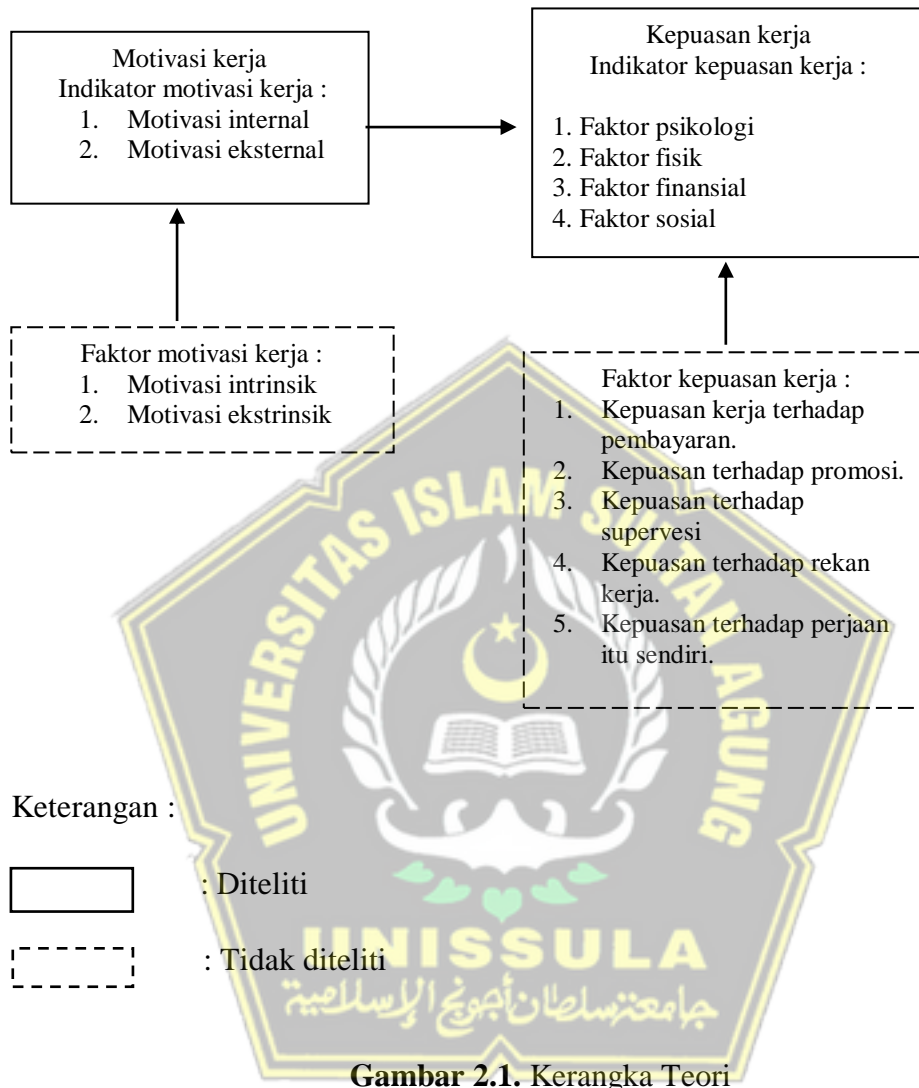 Motivasi kerja
Indikator motivasi kerja :
1. Motivasi internal
2. Motivasi eksternal
Kepuasan kerja
Indikator kepuasan kerja :
1. Faktor psikologi
2. Faktor fisik
3. Faktor finansial
4. Faktor sosial
Faktor motivasi kerja :
1. Motivasi intrinsik
2. Motivasi ekstrinsik
Faktor kepuasan kerja :
1. Kepuasan kerja terhadap
pembayaran.
2. Kepuasan terhadap promosi.
3. Kepuasan terhadap
supervesi
4. Kepuasan terhadap rekan
kerja.
5. Kepuasan terhadap perjaan
itu sendiri.
UNIVERSITAS ISLAM SULTAN AGUNG
Keterangan :
: Diteliti
: Tidak diteliti
UNISSULA
جامعة سلطان أجونج الإسلامية
Gambar 2.1. Kerangka Teori